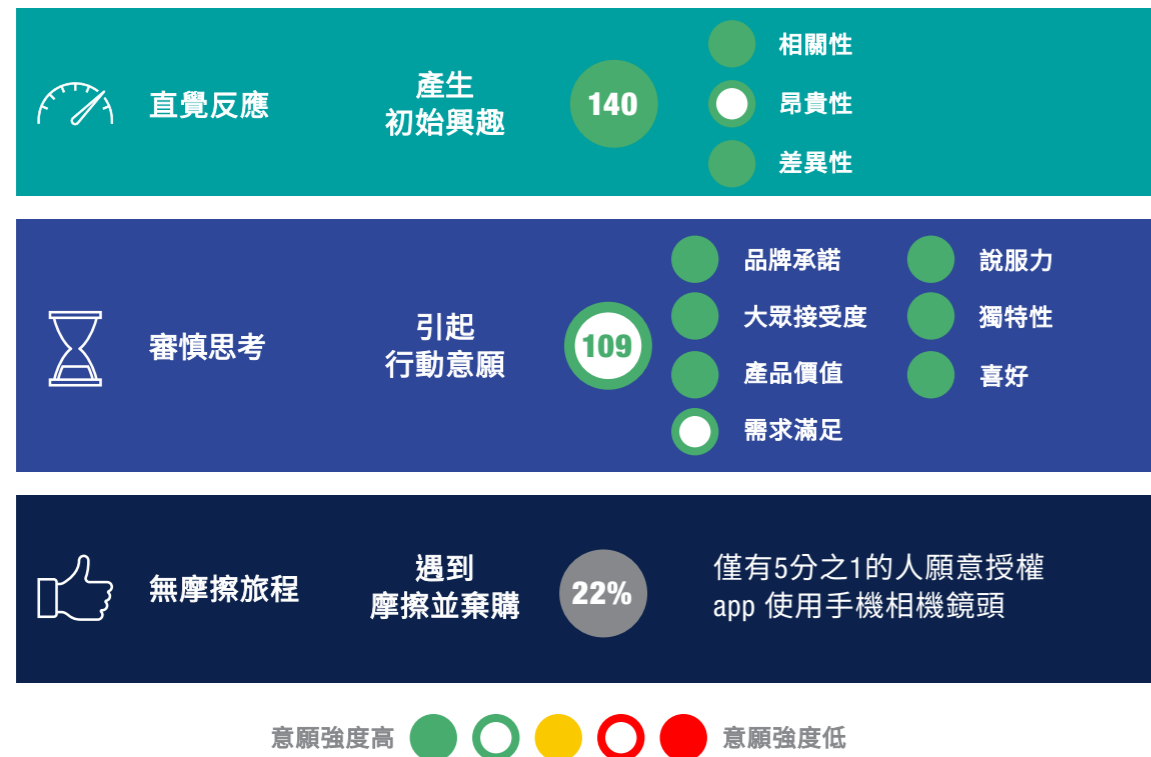 直覺反應
產生
初始興趣
140
相關性
昂貴性
差異性
審慎思考
引起
行動意願
109
品牌承諾
大眾接受度
產品價值
需求滿足
說服力
獨特性
喜好
無摩擦旅程
遇到
摩擦並棄購
22%
僅有5分之1的人願意授權
app 使用手機相機鏡頭
意願強度高
意願強度低